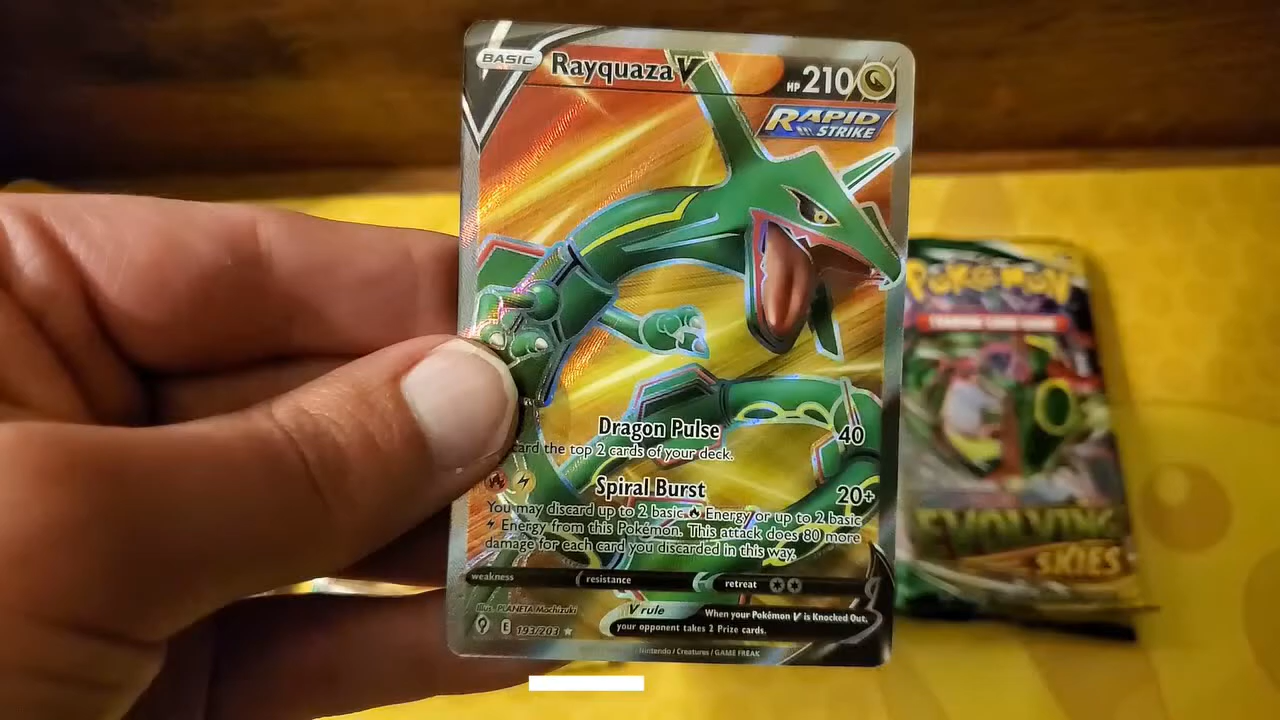 BASIC Rayquaza V HP 210
RAPID
STRIKE
Dragon Pulse 40
ard the top 2 cards of your deck.
Spiral Burst 20+
You may discard up to 2 basic Energy or up to 2 basic
Energy from this Pokémon. This attack does 80 more
damage for each card you discarded in this way.
weakness resistance retreat
Illus. PLANETA Mochizuki
V rule When your Pokémon V is Knocked Out,
your opponent takes 2 Prize cards.
E 193/203
Nintendo / Creatures / GAME FREAK
POKÉMON
EVOLVING
SKIES